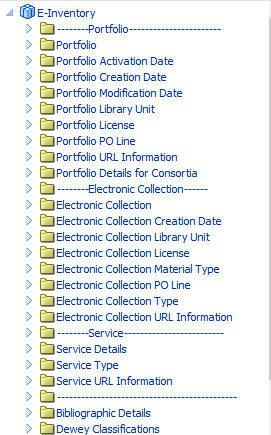 E-Inventory
--------Portfolio-----------------------
Portfolio
Portfolio Activation Date
Portfolio Creation Date
Portfolio Modification Date
Portfolio Library Unit
Portfolio License
Portfolio PO Line
Portfolio URL Information
Portfolio Details for Consortia
--------Electronic Collection------
Electronic Collection
Electronic Collection Creation Date
Electronic Collection Library Unit
Electronic Collection License
Electronic Collection Material Type
Electronic Collection PO Line
Electronic Collection Type
Electronic Collection URL Information
--------Service-------------------------
Service Details
Service Type
Service URL Information
---------------------------------------------
Bibliographic Details
Dewey Classifications